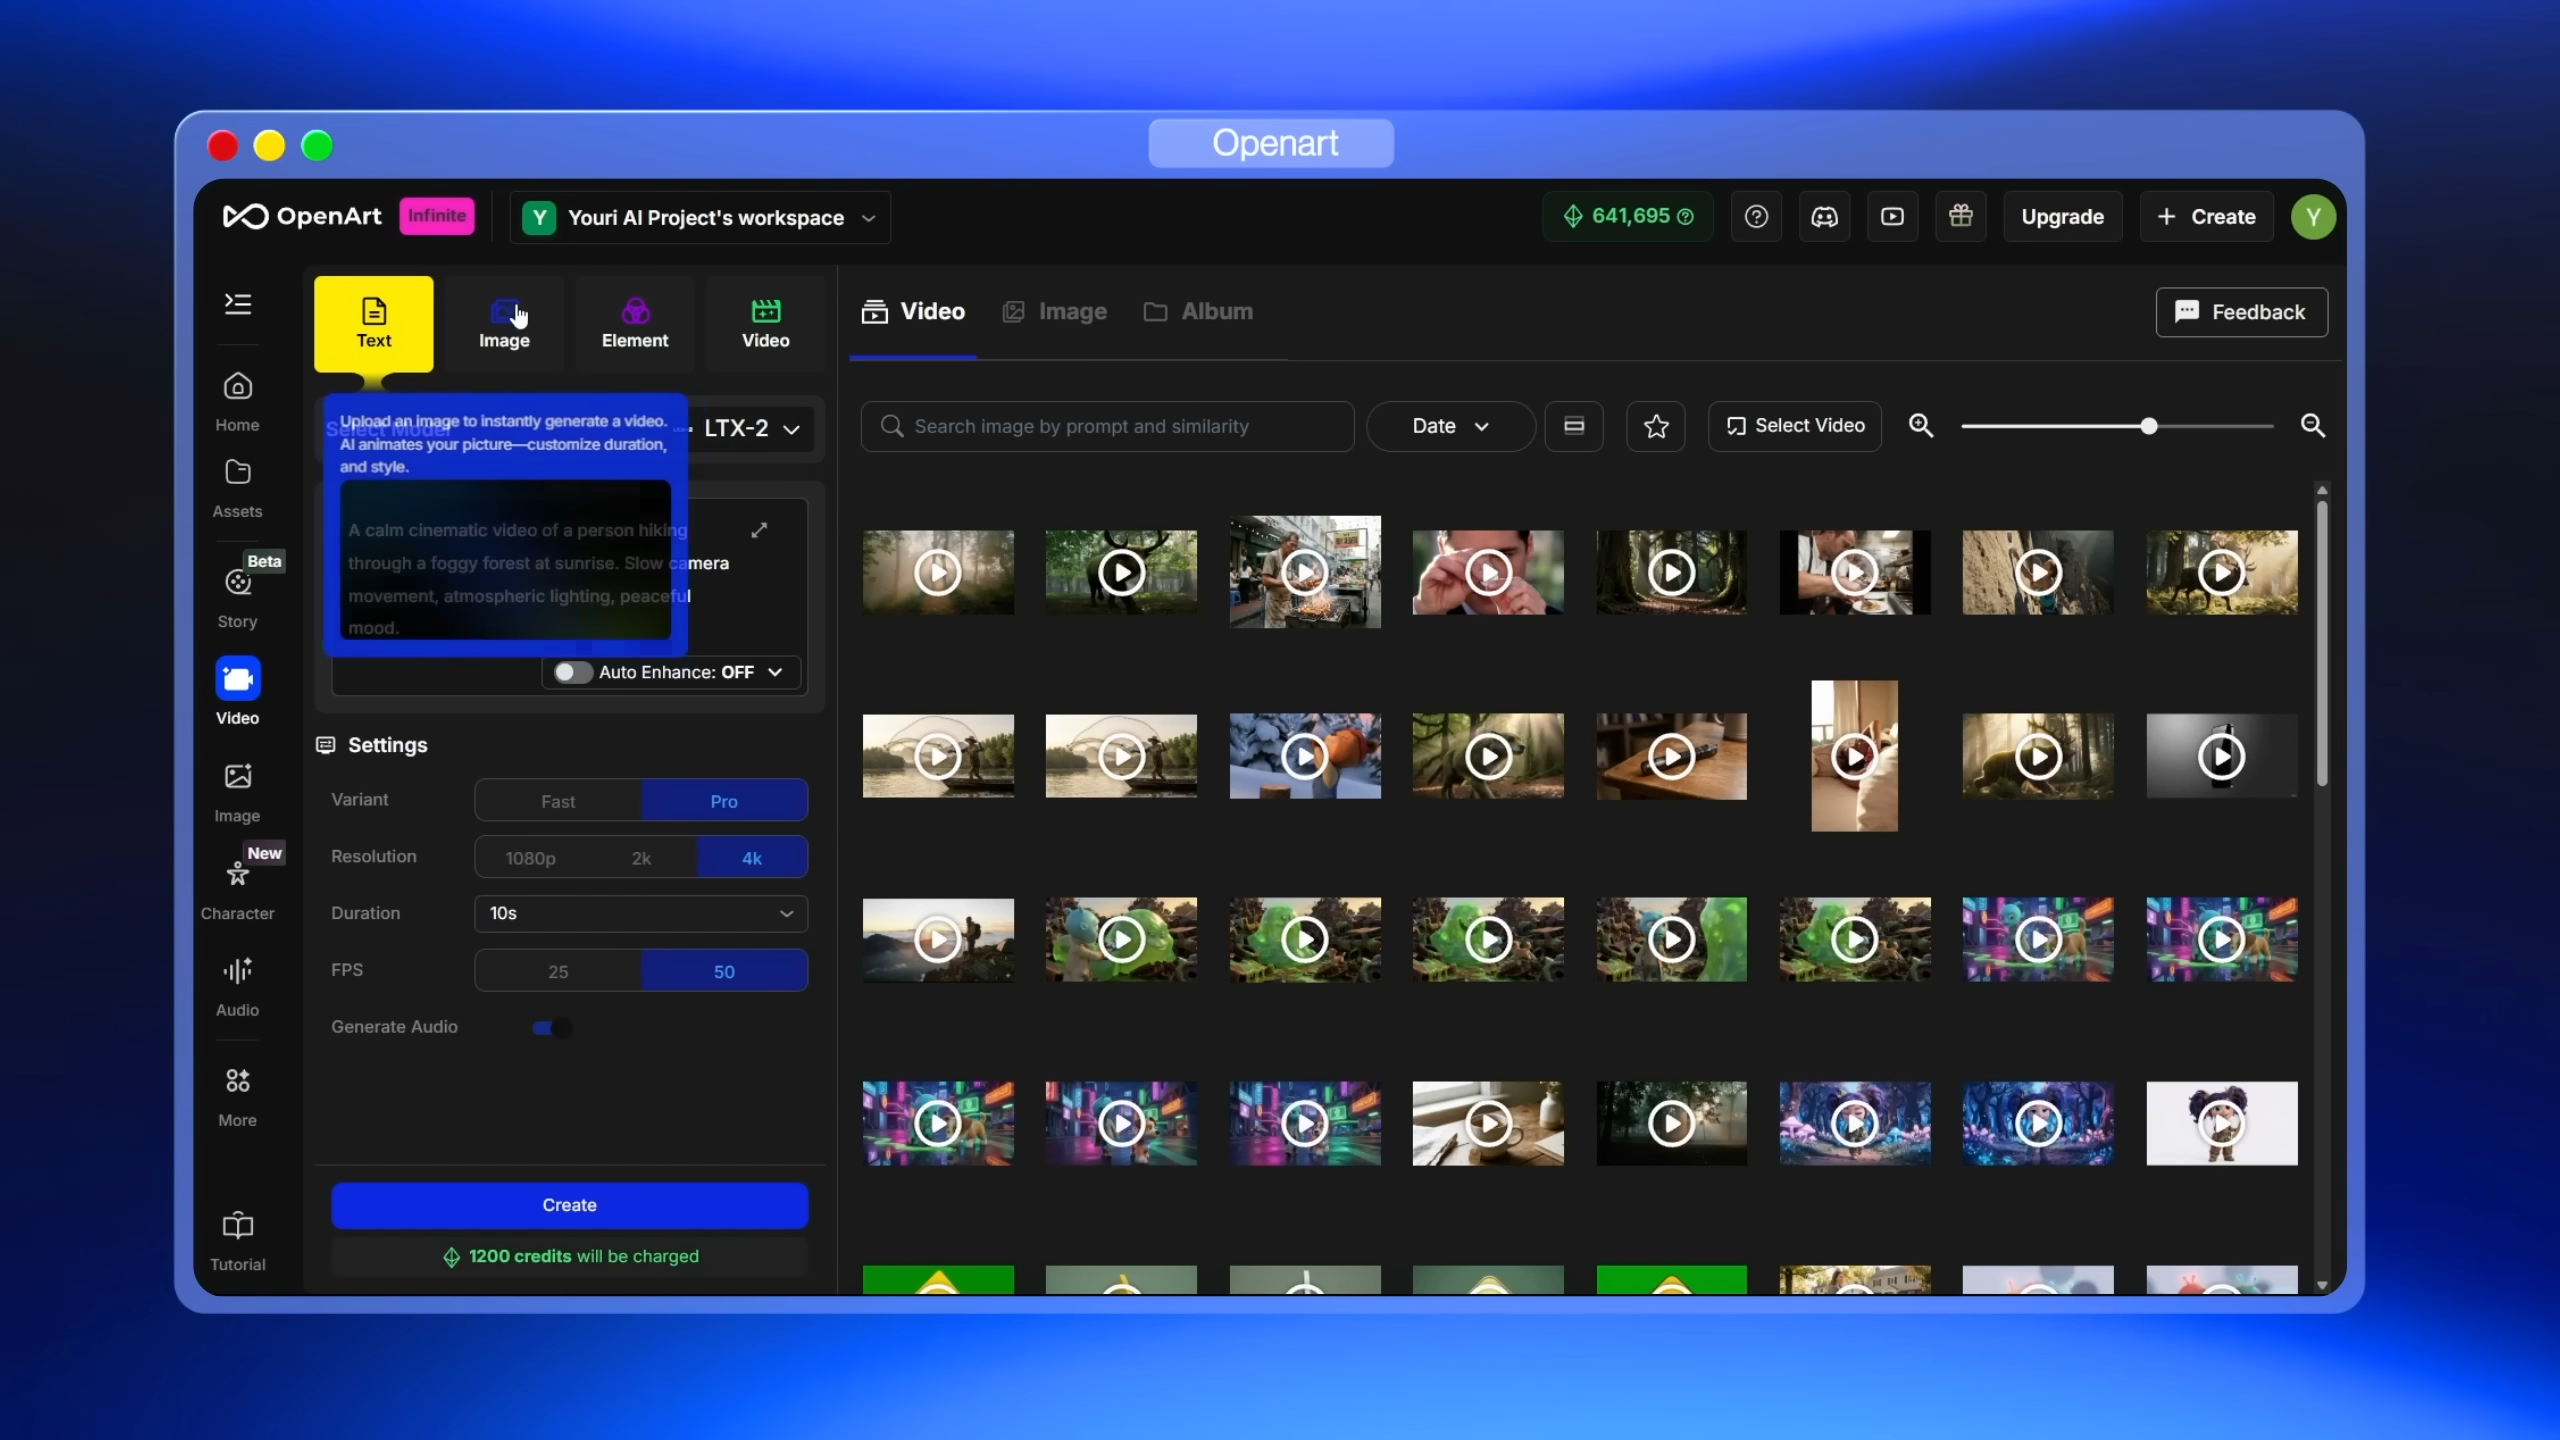 Openart
OpenArt Infinite
Y Youri AI Project's workspace
641,695
Upgrade
+ Create
Y
Text
Image
Element
Video
Video
Image
Album
Feedback
Upload an image to instantly generate a video.
AI animates your picture—customize duration,
and style.
Select Model
LTX-2
A calm cinematic video of a person hiking
through a foggy forest at sunrise. Slow camera
movement, atmospheric lighting, peaceful
mood.
Auto Enhance: OFF
Search image by prompt and similarity
Date
Select Video
Home
Assets
Beta
Story
Video
Image
New
Character
Audio
More
Tutorial
Settings
Variant Fast Pro
Resolution 1080p 2k 4k
Duration 10s
FPS 25 50
Generate Audio
Create
1200 credits will be charged